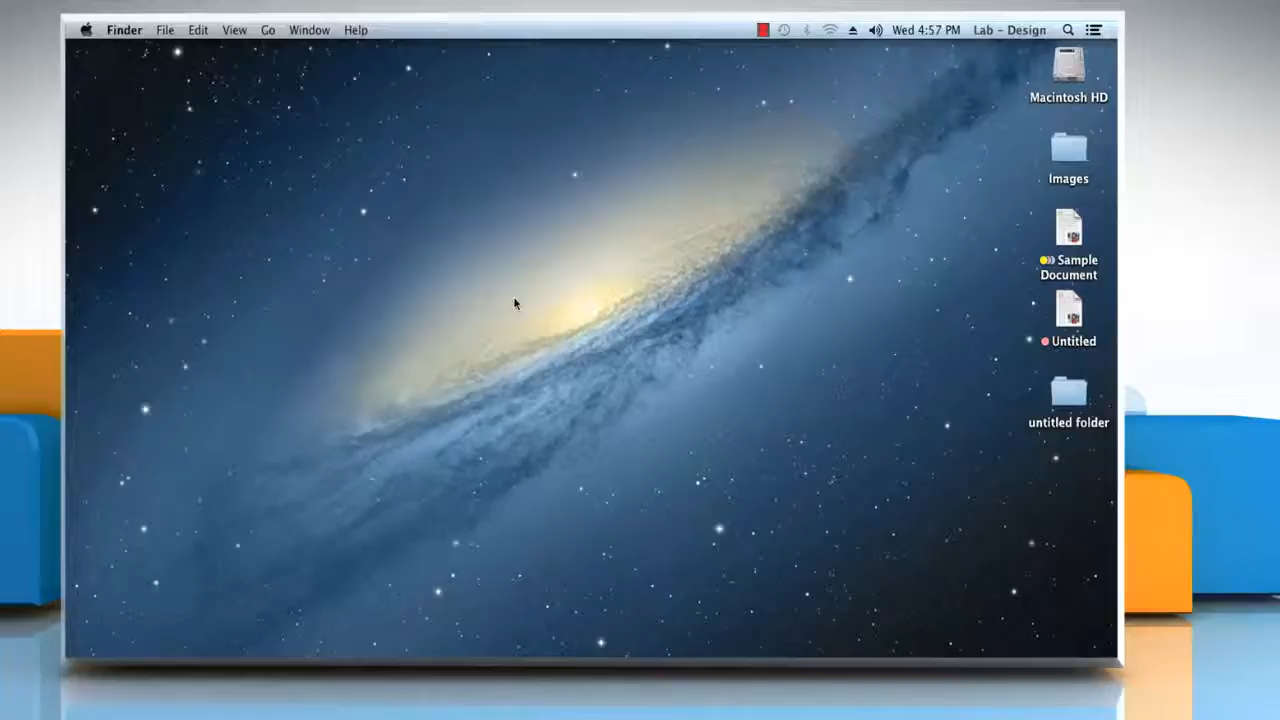 Finder File Edit View Go Window Help Wed 4:57 PM Lab - Design
Macintosh HD
Images
Sample
Document
Untitled
untitled folder